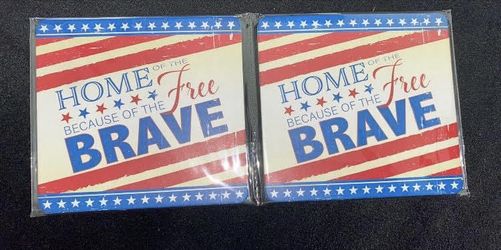 HOME OF THE
Free
BECAUSE OF THE
BRAVE
HOME OF THE
Free
BECAUSE OF THE
BRAVE